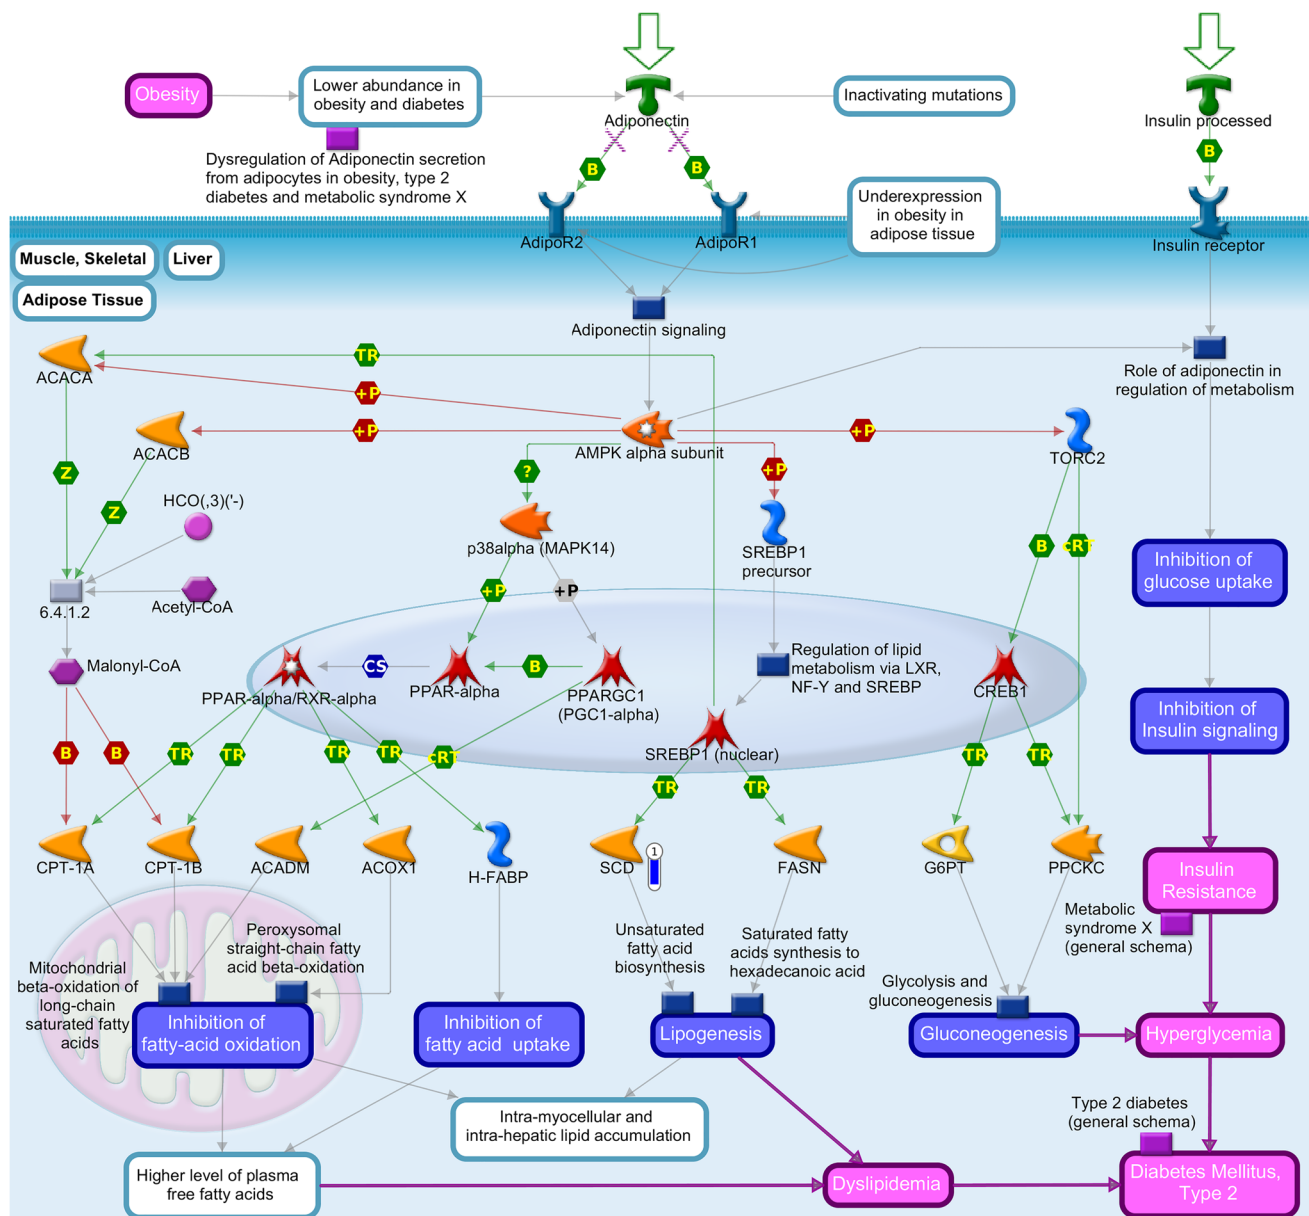 Obesity
Lower abundance in
obesity and diabetes
Adiponectin
Inactivating mutations
Insulin processed
Dysregulation of Adiponectin secretion
from adipocytes in obesity, type 2
diabetes and metabolic syndrome X
B
B
B
Underexpression
in obesity in
adipose tissue
AdipoR2
AdipoR1
Insulin receptor
Muscle, Skeletal
Liver
Adipose Tissue
Adiponectin signaling
TR
ACACA
Role of adiponectin in
regulation of metabolism
+P
+P
+P
ACACB
AMPK alpha subunit
TORC2
Z
?
+P
HCO(,3)('-)
Z
p38alpha (MAPK14)
SREBP1
precursor
B
cRT
Inhibition of
glucose uptake
6.4.1.2
Acetyl-CoA
+P
+P
Malonyl-CoA
CS
B
Regulation of lipid
metabolism via LXR,
NF-Y and SREBP
PPAR-alpha/RXR-alpha
PPAR-alpha
PPARGC1
(PGC1-alpha)
CREB1
Inhibition of
Insulin signaling
B
B
TR
TR
TR
TR
cRT
SREBP1 (nuclear)
TR
TR
TR
TR
CPT-1A
CPT-1B
ACADM
ACOX1
H-FABP
SCD
1
FASN
G6PT
PPCKC
Insulin
Resistance
Metabolic
syndrome X
(general schema)
Peroxysomal
straight-chain fatty
acid beta-oxidation
Unsaturated
fatty acid
biosynthesis
Saturated fatty
acids synthesis to
hexadecanoic acid
Mitochondrial
beta-oxidation of
long-chain
saturated fatty
acids
Glycolysis and
gluconeogenesis
Inhibition of
fatty-acid oxidation
Inhibition of
fatty acid uptake
Lipogenesis
Gluconeogenesis
Hyperglycemia
Intra-myocellular and
intra-hepatic lipid accumulation
Type 2 diabetes
(general schema)
Higher level of plasma
free fatty acids
Dyslipidemia
Diabetes Mellitus,
Type 2